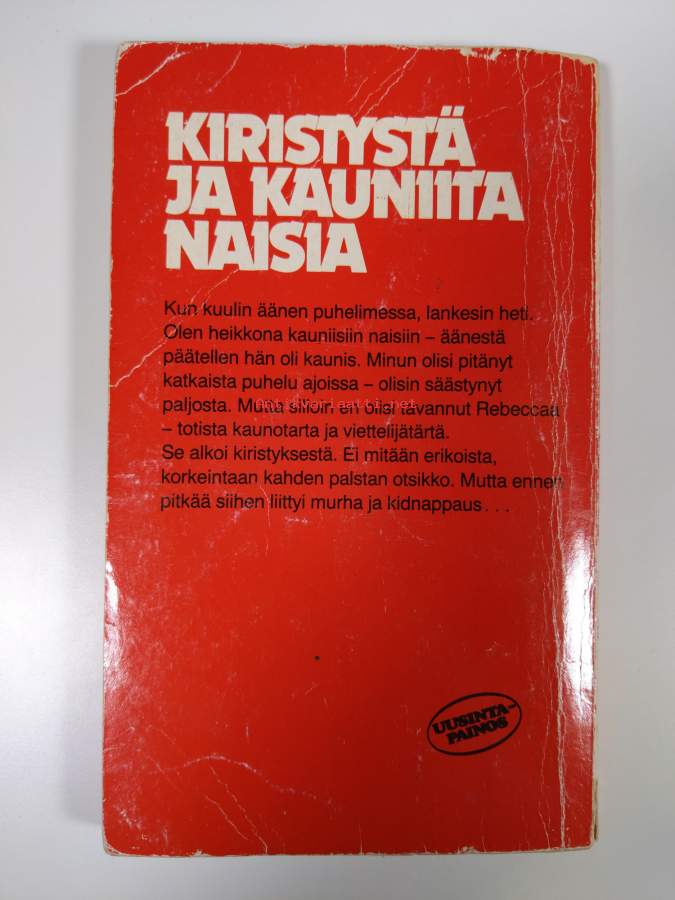 KIRISTYSTÄ
JA KAUNIITA
NAISIA
Kun kuulin äänen puhelimessa, lankesin heti.
Olen heikkona kauniisiin naisiin – äänestä
päätellen hän oli kaunis. Minun olisi pitänyt
katkaista puhelu ajoissa – olisin säästynyt
Antikvariaatti.net
paljosta. Mutta silloin en olisi tavannut Rebeccaa
– totista kaunotarta ja viettelijätärtä.
Se alkoi kiristyksestä. Ei mitään erikoista,
korkeintaan kahden palstan otsikko. Mutta ennen
pitkää siihen liittyi murha ja kidnappaus . . .
UUSINTA-
PAINOS